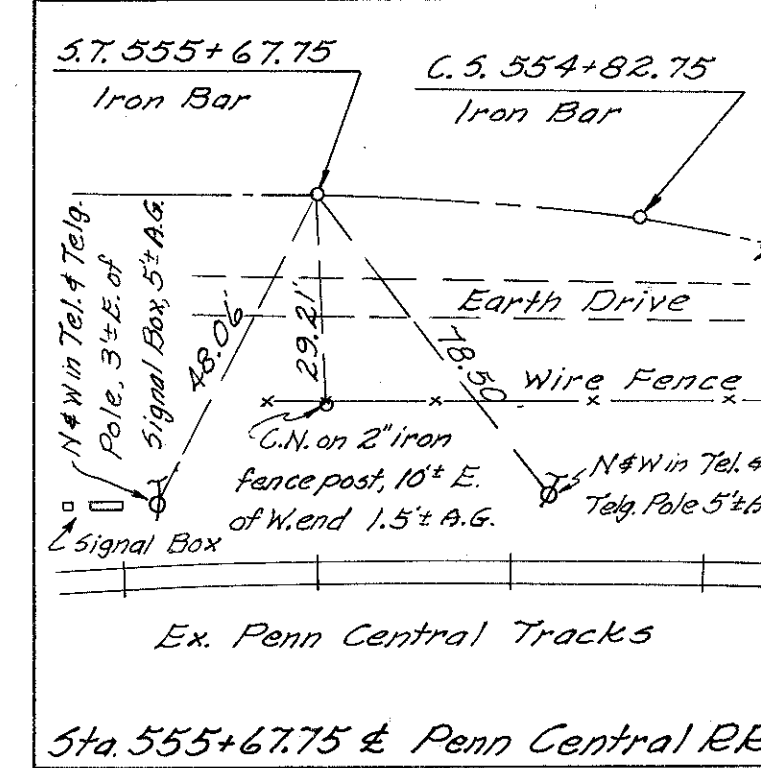 S.T. 555+67.75
Iron Bar
C.S. 554+82.75
Iron Bar
N&W in Tel. & Telg.
Pole, 3'± E. of
Signal Box, 5'± A.G.
48.06'
29.21'
78.50
Earth Drive
Wire Fence
C.N. on 2" iron
fence post, 10'± E.
of W. end 1.5'± A.G.
N&W in Tel. &
Telg. Pole 5'± A
Signal Box
Ex. Penn Central Tracks
Sta. 555+67.75 ℄ Penn Central RR